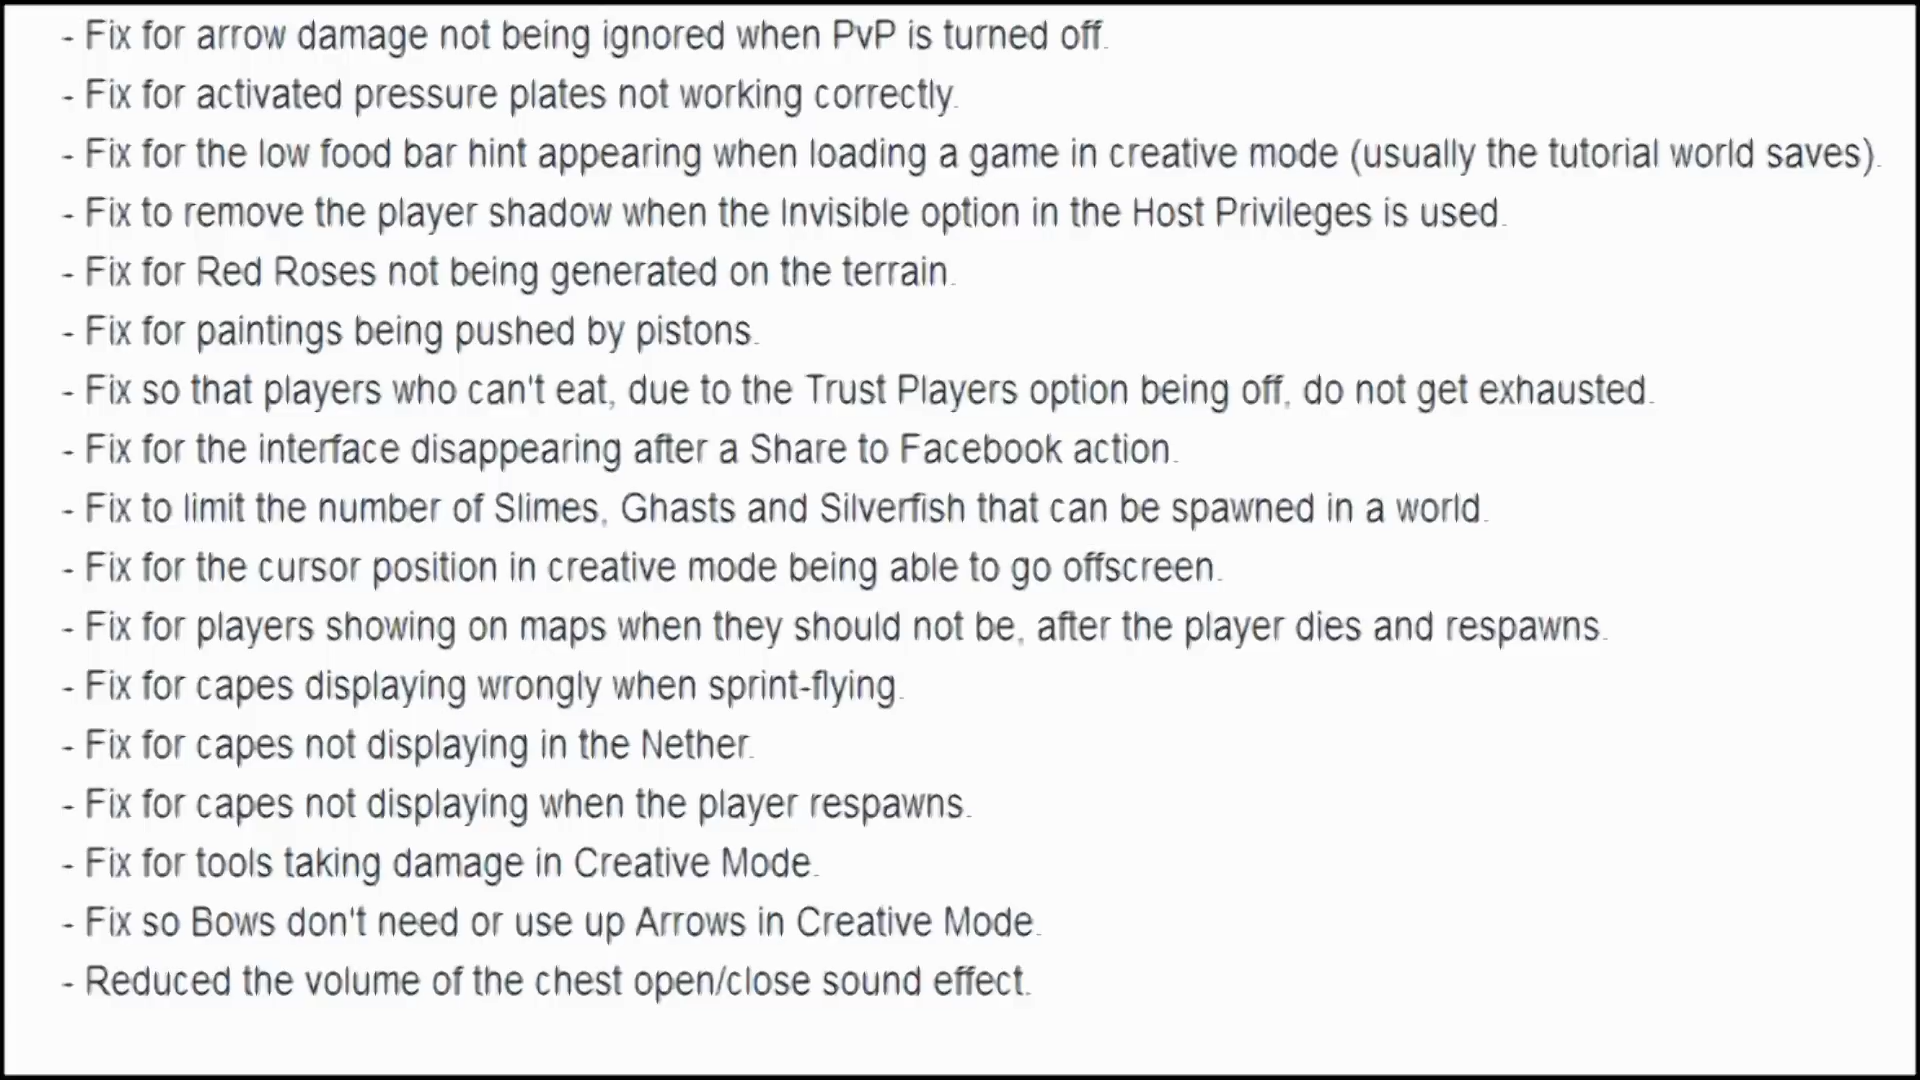 - Fix for arrow damage not being ignored when PvP is turned off.
- Fix for activated pressure plates not working correctly.
- Fix for the low food bar hint appearing when loading a game in creative mode (usually the tutorial world saves).
- Fix to remove the player shadow when the Invisible option in the Host Privileges is used.
- Fix for Red Roses not being generated on the terrain.
- Fix for paintings being pushed by pistons.
- Fix so that players who can't eat, due to the Trust Players option being off, do not get exhausted.
- Fix for the interface disappearing after a Share to Facebook action.
- Fix to limit the number of Slimes, Ghasts and Silverfish that can be spawned in a world.
- Fix for the cursor position in creative mode being able to go offscreen.
- Fix for players showing on maps when they should not be, after the player dies and respawns.
- Fix for capes displaying wrongly when sprint-flying.
- Fix for capes not displaying in the Nether.
- Fix for capes not displaying when the player respawns.
- Fix for tools taking damage in Creative Mode.
- Fix so Bows don't need or use up Arrows in Creative Mode.
- Reduced the volume of the chest open/close sound effect.